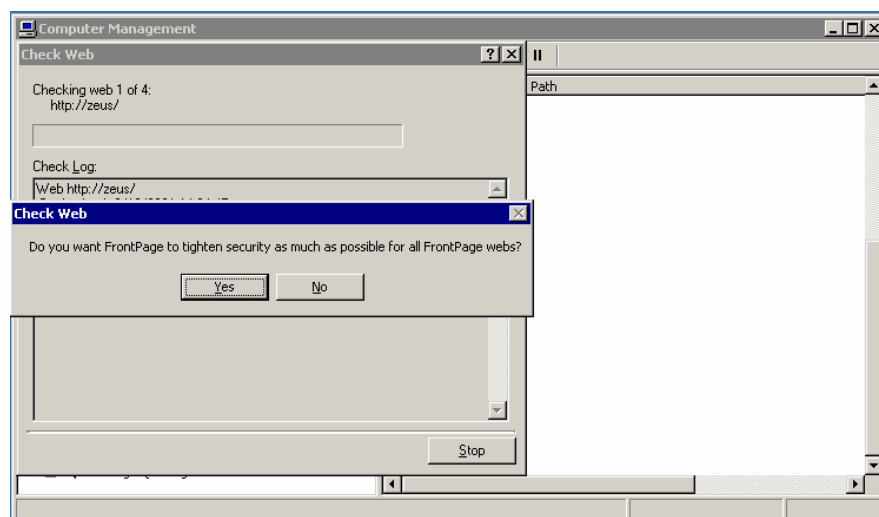 Computer Management
Check Web
Path
Checking web 1 of 4:
http://zeus/
Check Log:
Web http://zeus/
Check Web
Do you want FrontPage to tighten security as much as possible for all FrontPage webs?
Yes
No
Stop